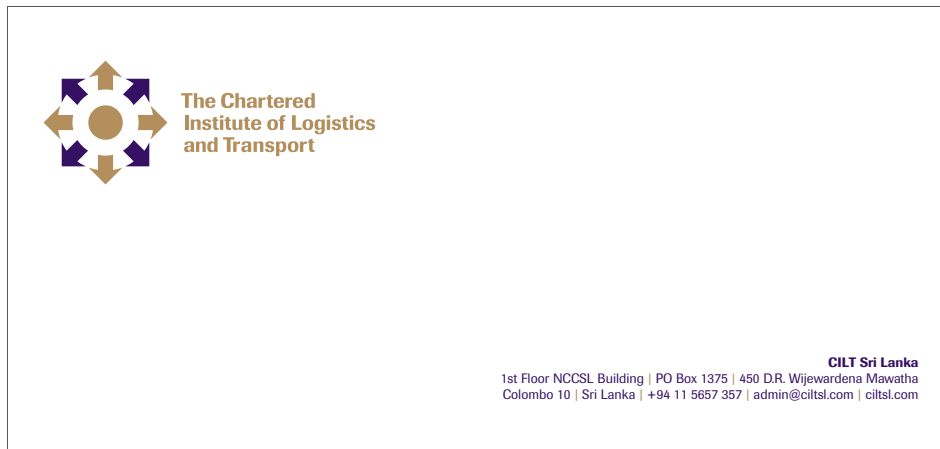 The Chartered
Institute of Logistics
and Transport
CILT Sri Lanka
1st Floor NCCSL Building | PO Box 1375 | 450 D.R. Wijewardena Mawatha
Colombo 10 | Sri Lanka | +94 11 5657 357 | admin@ciltsl.com | ciltsl.com